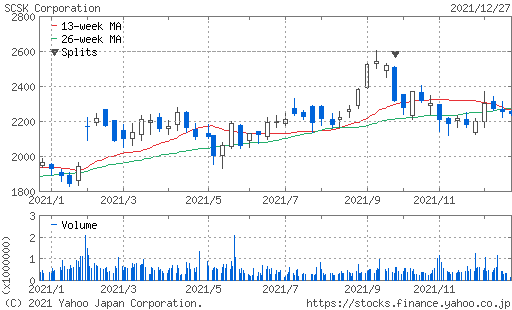 SCSK Corporation 2021/12/27
2800
13-week MA
26-week MA
Splits
2600
2400
2200
2000
1800
2021/1 2021/3 2021/5 2021/7 2021/9 2021/11
3
Volume
2
1
0
(x1000000)
2021/1 2021/3 2021/5 2021/7 2021/9 2021/11
(C) 2021 Yahoo Japan Corporation. https://stocks.finance.yahoo.co.jp